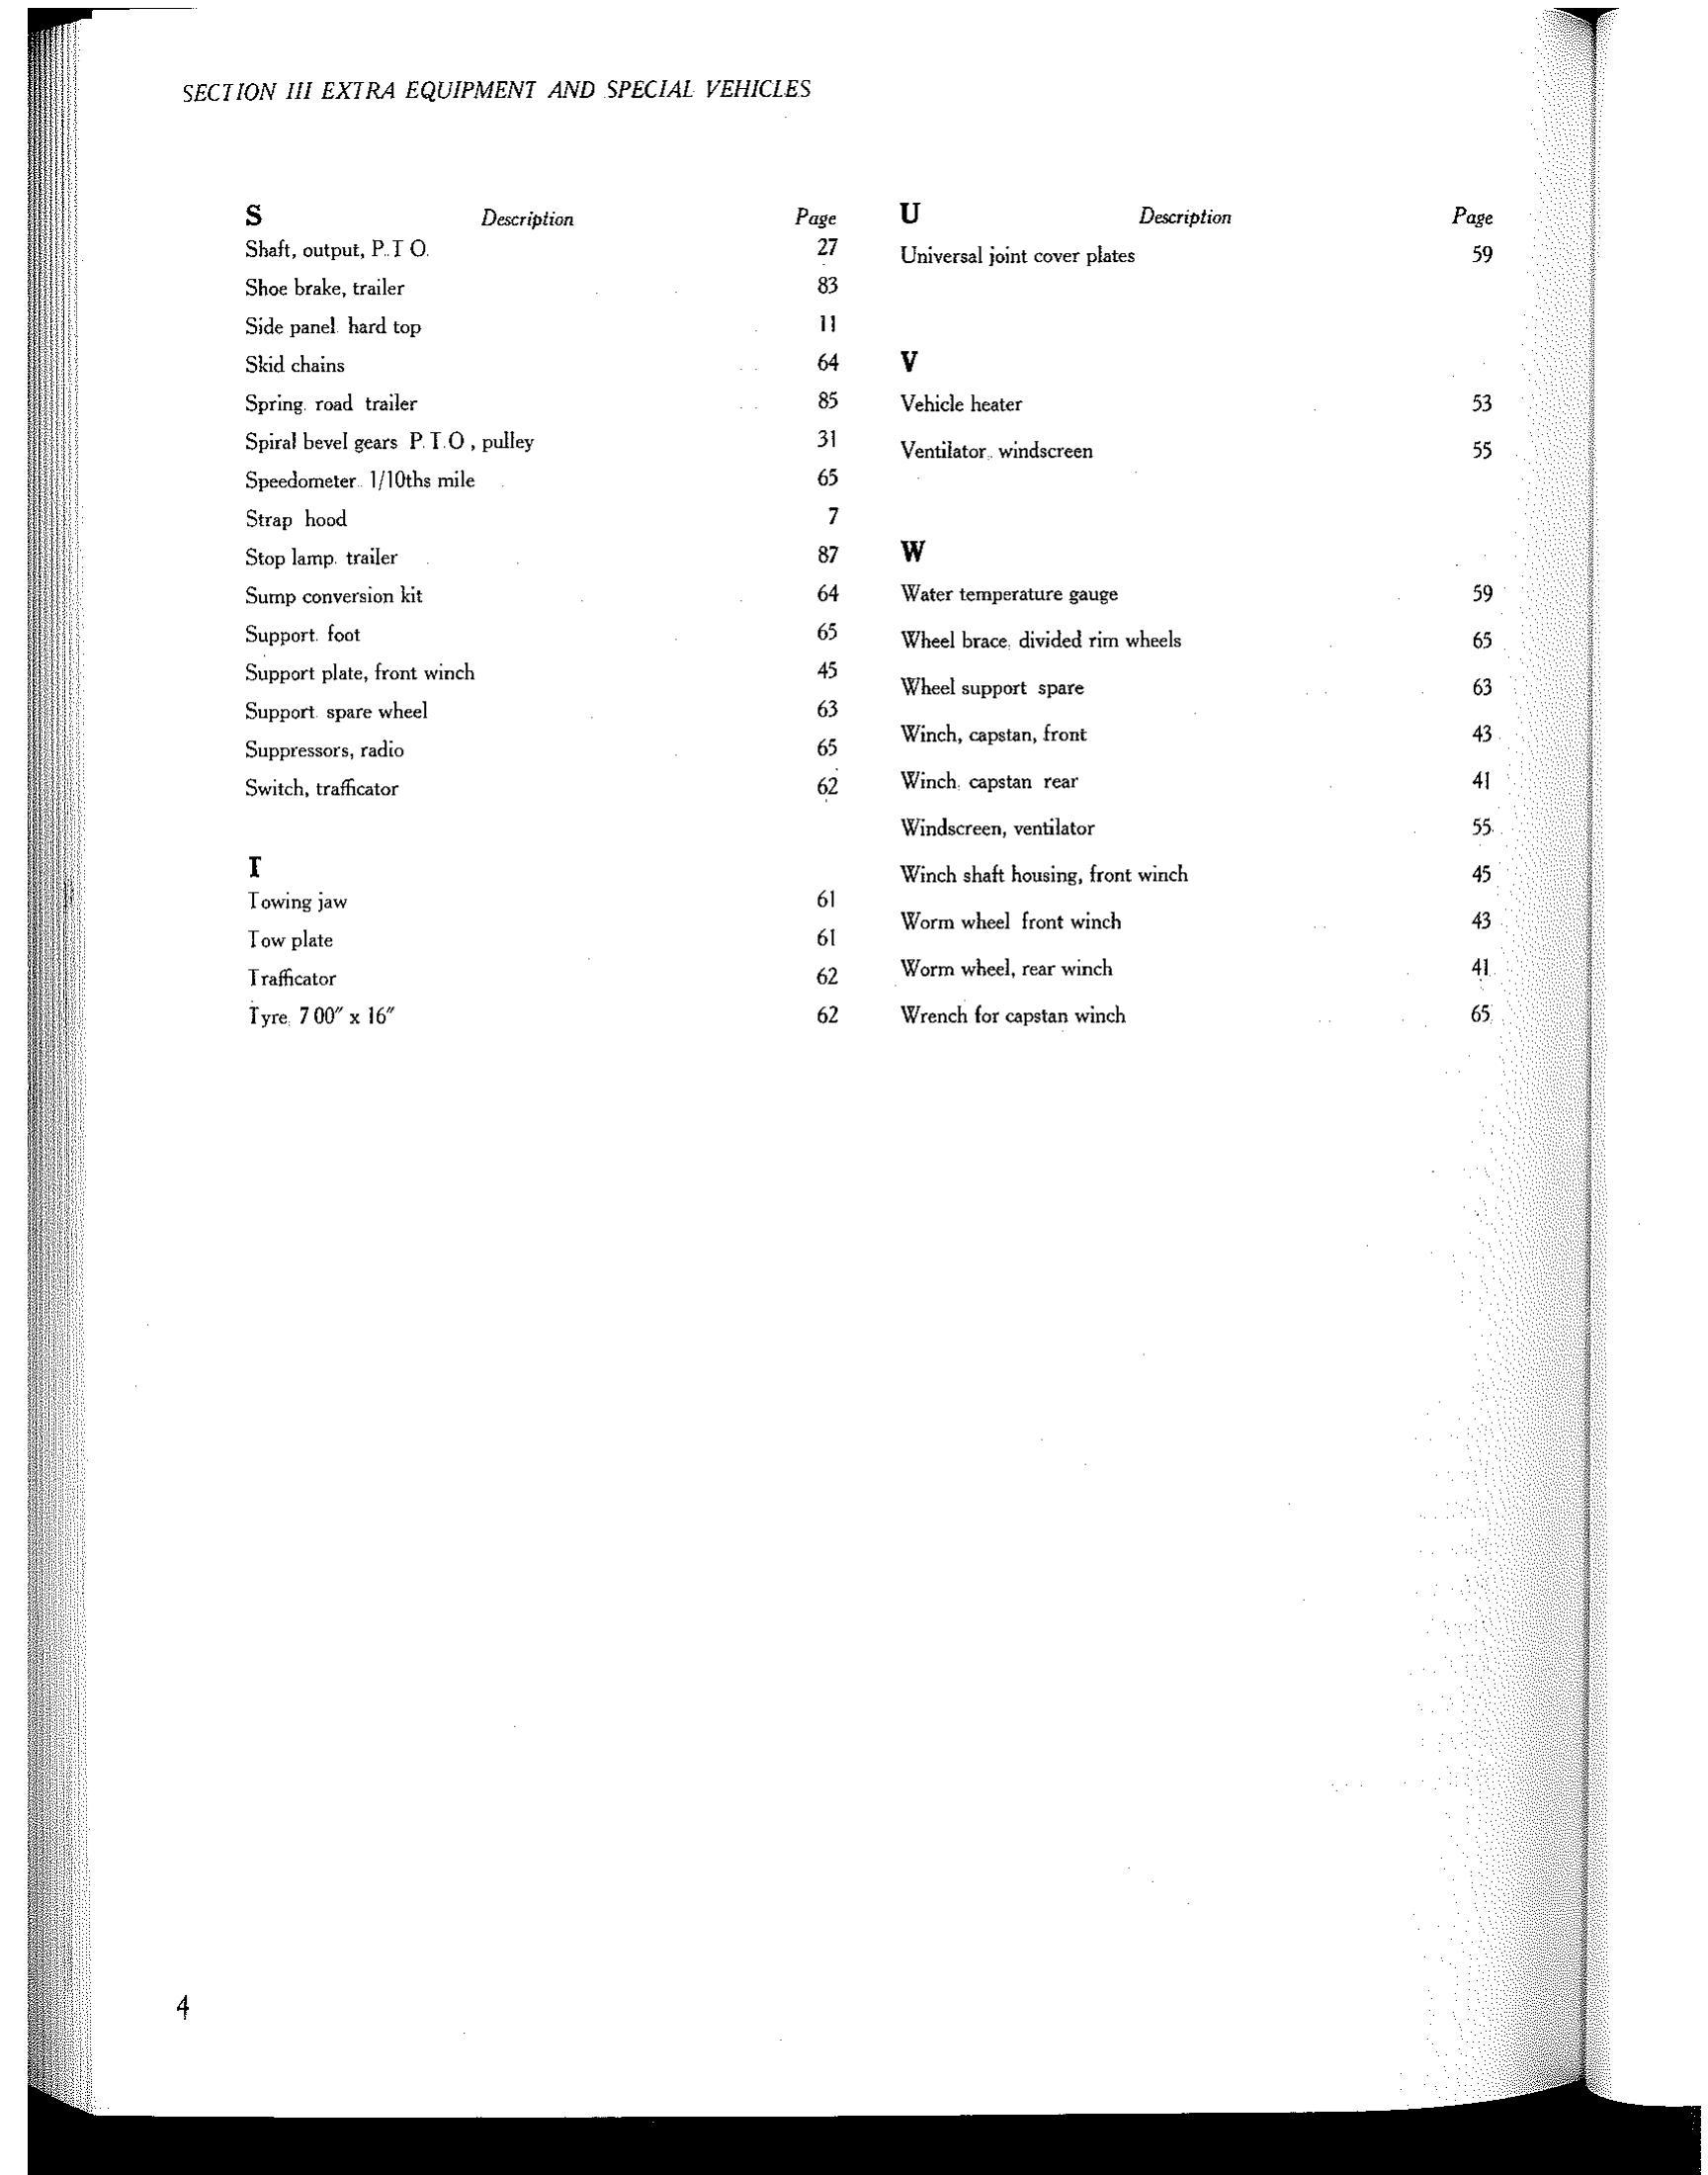 SECTION III EXTRA EQUIPMENT AND SPECIAL VEHICLES
S Description Page
Shaft, output, P.T.O. 27
Shoe brake, trailer 83
Side panel hard top 11
Skid chains 64
Spring, road trailer 85
Spiral bevel gears P.T.O., pulley 31
Speedometer 1/10ths mile 65
Strap hood 7
Stop lamp, trailer 87
Sump conversion kit 64
Support, foot 65
Support plate, front winch 45
Support spare wheel 63
Suppressors, radio 65
Switch, trafficator 62
T
Towing jaw 61
Tow plate 61
Trafficator 62
Tyre, 7 00″ x 16″ 62
U Description Page
Universal joint cover plates 59
V
Vehicle heater 53
Ventilator, windscreen 55
W
Water temperature gauge 59
Wheel brace, divided rim wheels 65
Wheel support spare 63
Winch, capstan, front 43
Winch, capstan rear 41
Windscreen, ventilator 55
Winch shaft housing, front winch 45
Worm wheel front winch 43
Worm wheel, rear winch 41
Wrench for capstan winch 65
4